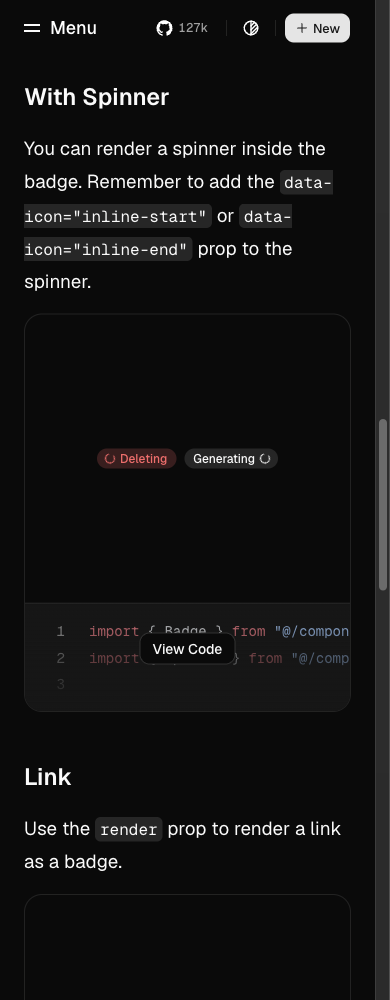 Menu 127k + New
With Spinner
You can render a spinner inside the
badge. Remember to add the data-
icon="inline-start" or data-
icon="inline-end" prop to the
spinner.
Deleting Generating
1 import { Badge } from "@/compon
2 import } from "@/comp
View Code
3
Link
Use the render prop to render a link
as a badge.